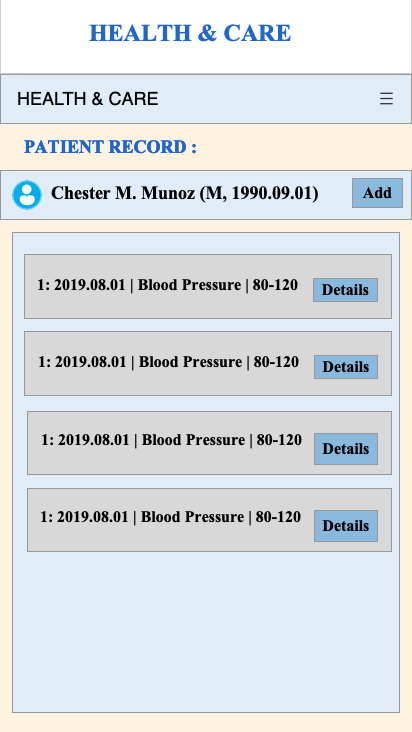 HEALTH & CARE
HEALTH & CARE
PATIENT RECORD :
Chester M. Munoz (M, 1990.09.01) Add
1: 2019.08.01 | Blood Pressure | 80-120 Details
1: 2019.08.01 | Blood Pressure | 80-120 Details
1: 2019.08.01 | Blood Pressure | 80-120 Details
1: 2019.08.01 | Blood Pressure | 80-120 Details